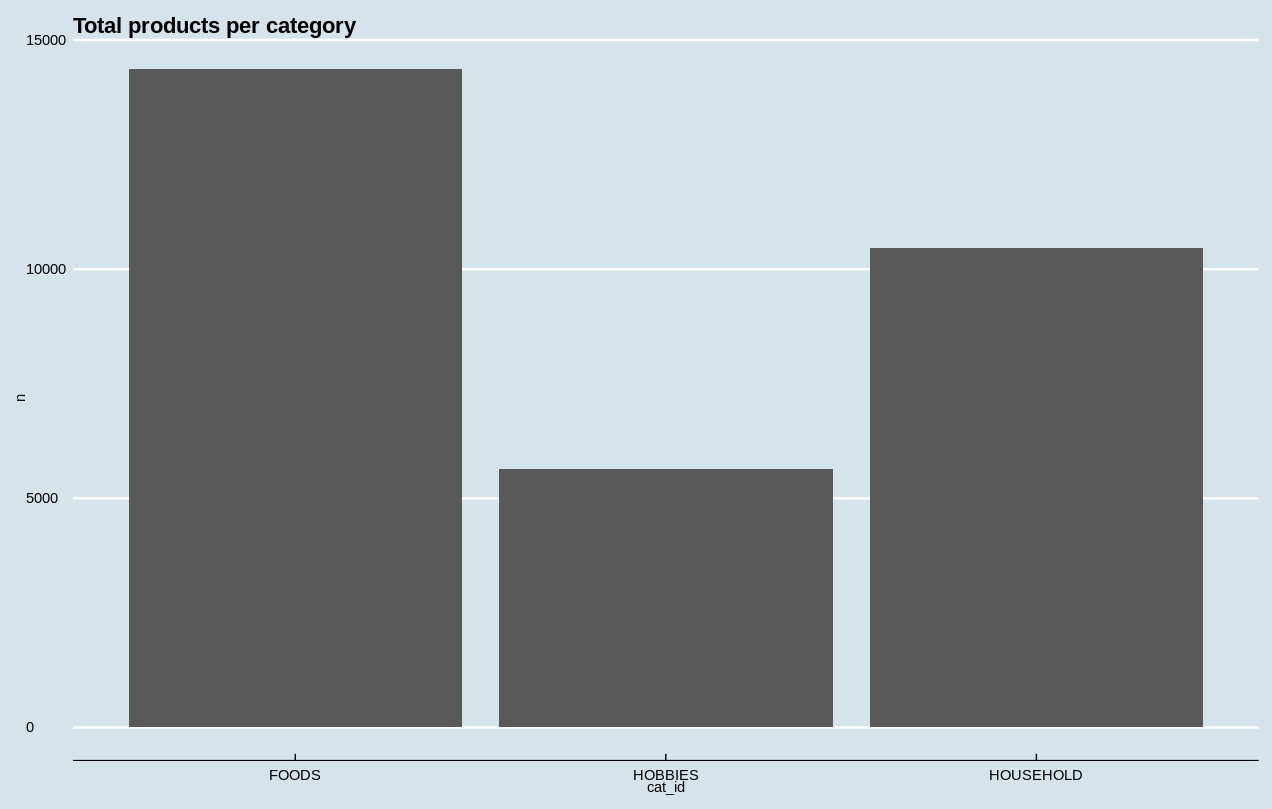 Total products per category
15000
10000
5000
0
n
FOODS
HOBBIES
HOUSEHOLD
cat_id